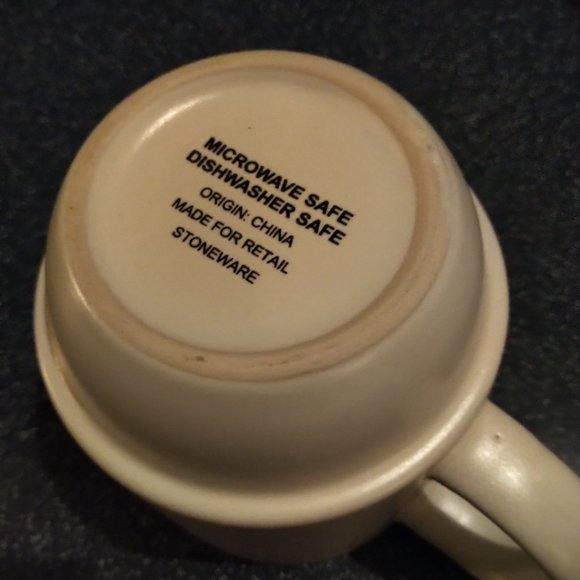 MICROWAVE SAFE
DISHWASHER SAFE
ORIGIN: CHINA
MADE FOR RETAIL
STONEWARE